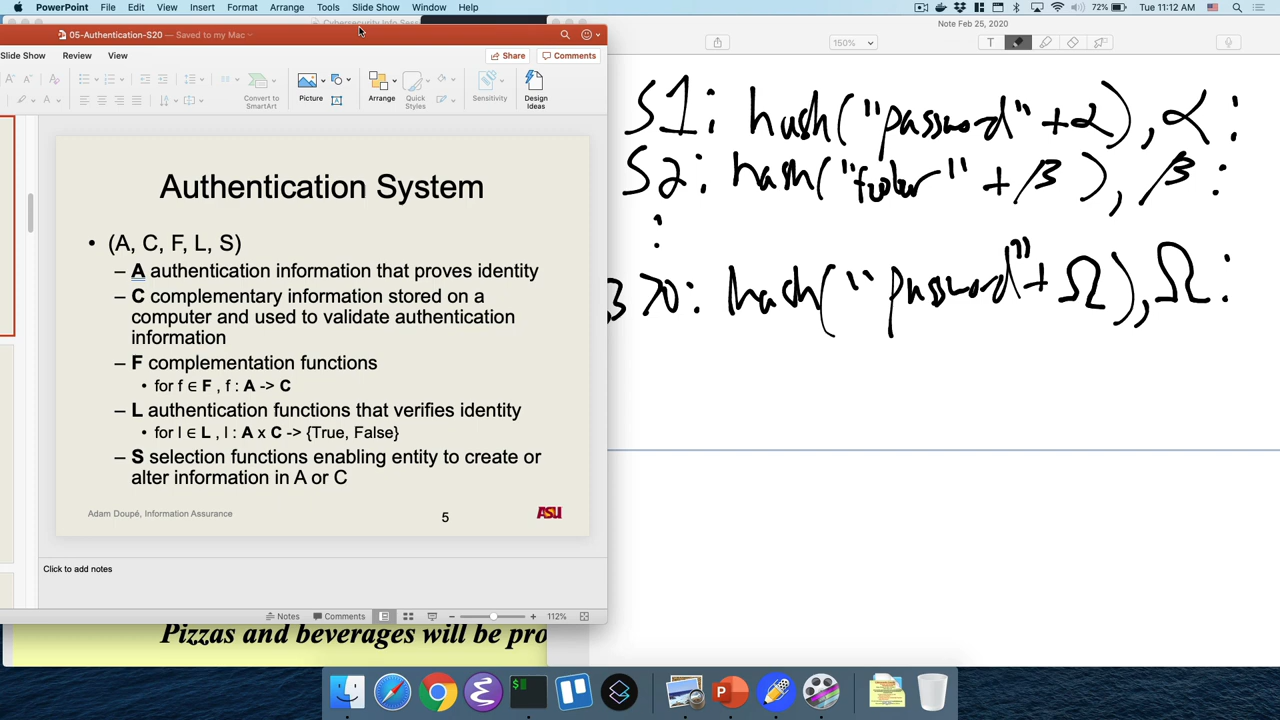 PowerPoint File Edit View Insert Format Arrange Tools Slide Show Window Help 72% Tue 11:12 AM
Cybersecurity Info Sess
Note Feb 25, 2020
05-Authentication-S20 — Saved to my Mac
Slide Show Review View Share Comments
150%
Convert to SmartArt
Picture
Arrange
Quick Styles
Sensitivity
Design Ideas
Authentication System
• (A, C, F, L, S)
– A authentication information that proves identity
– C complementary information stored on a
computer and used to validate authentication
information
– F complementation functions
• for f ∈ F , f : A -> C
– L authentication functions that verifies identity
• for l ∈ L , l : A x C -> {True, False}
– S selection functions enabling entity to create or
alter information in A or C
Adam Doupé, Information Assurance
5
ASU
Click to add notes
Notes Comments 112%
Pizzas and beverages will be pro
S1: hash("password" + α), α :
S2: hash("foober" + β), β :
:
370: hash("password" + Ω), Ω :